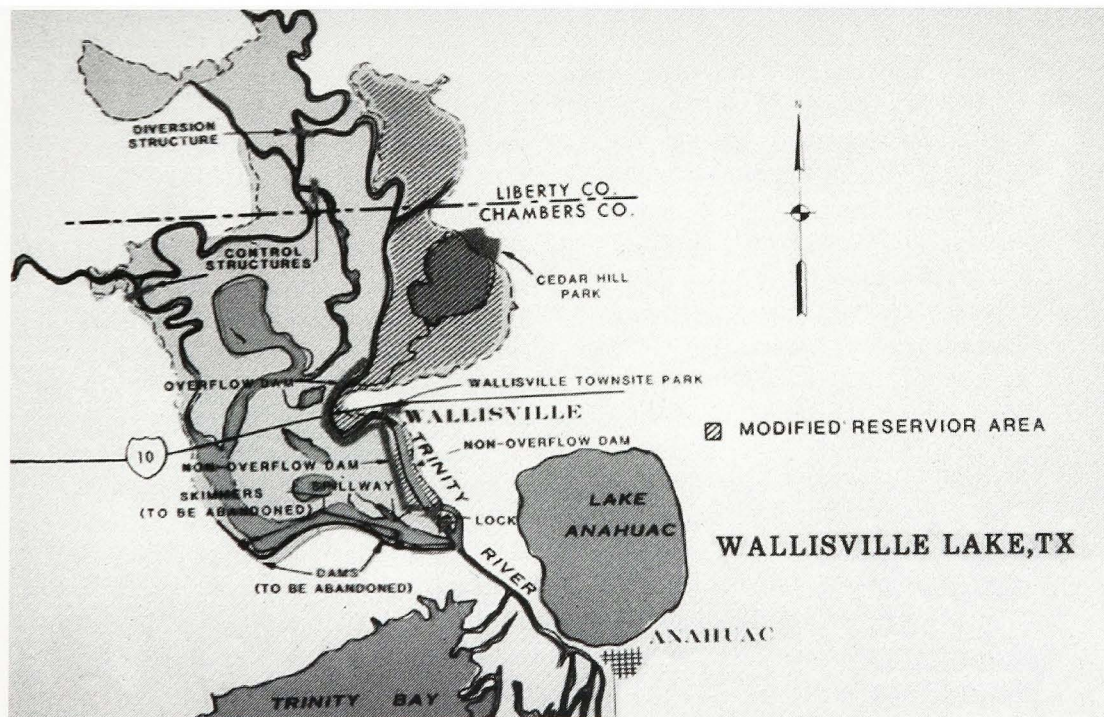 N
DIVERSION
STRUCTURE
LIBERTY CO.
CHAMBERS CO.
CONTROL
STRUCTURES
CEDAR HILL
PARK
OVERFLOW DAM
WALLISVILLE TOWNSITE PARK
WALLISVILLE
MODIFIED RESERVIOR AREA
10
NON-OVERFLOW DAM
TRINITY
NON-OVERFLOW DAM
SKIMMERS
(TO BE ABANDONED)
SPILLWAY
LOCK
LAKE
ANAHUAC
WALLISVILLE LAKE,TX
DAMS
(TO BE ABANDONED)
RIVER
ANAHUAC
TRINITY BAY